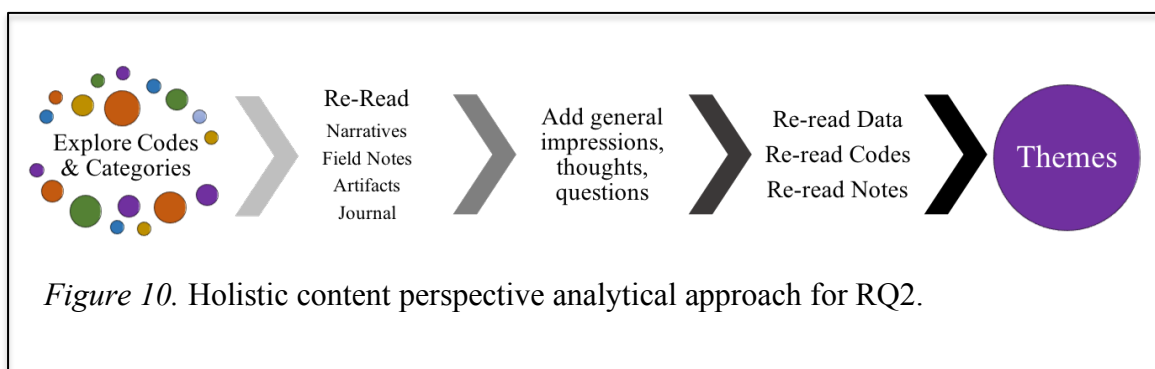 Explore Codes
& Categories
Re-Read
Narratives
Field Notes
Artifacts
Journal
Add general
impressions,
thoughts,
questions
Re-read Data
Re-read Codes
Re-read Notes
Themes
Figure 10. Holistic content perspective analytical approach for RQ2.